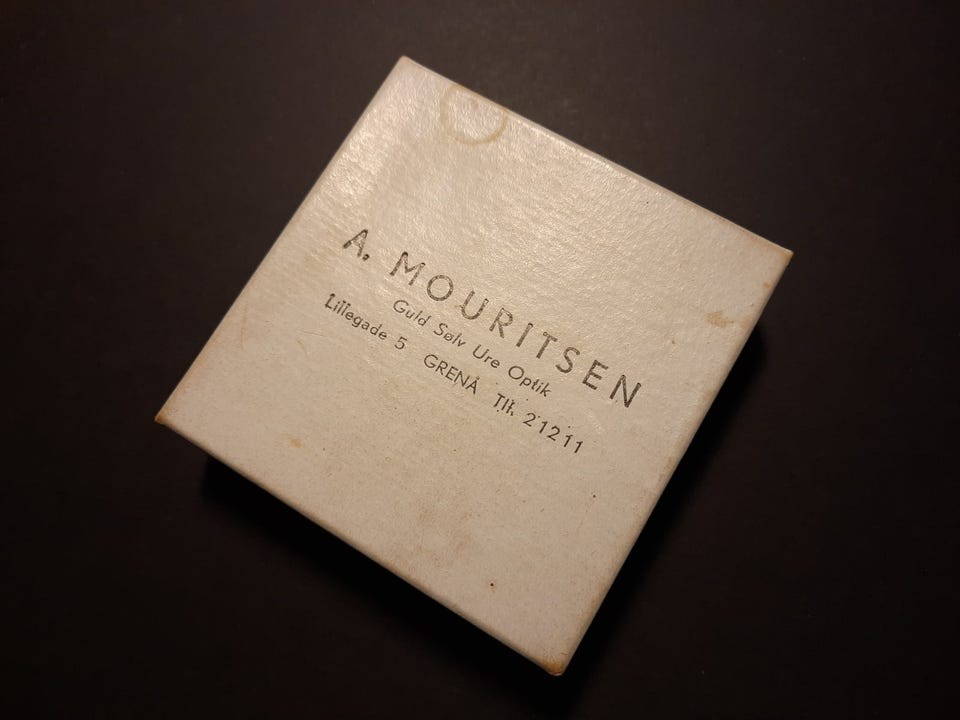 A. MOURITSEN
Guld Sølv Ure Optik
Lillegade 5 GRENÅ Tlf. 21211